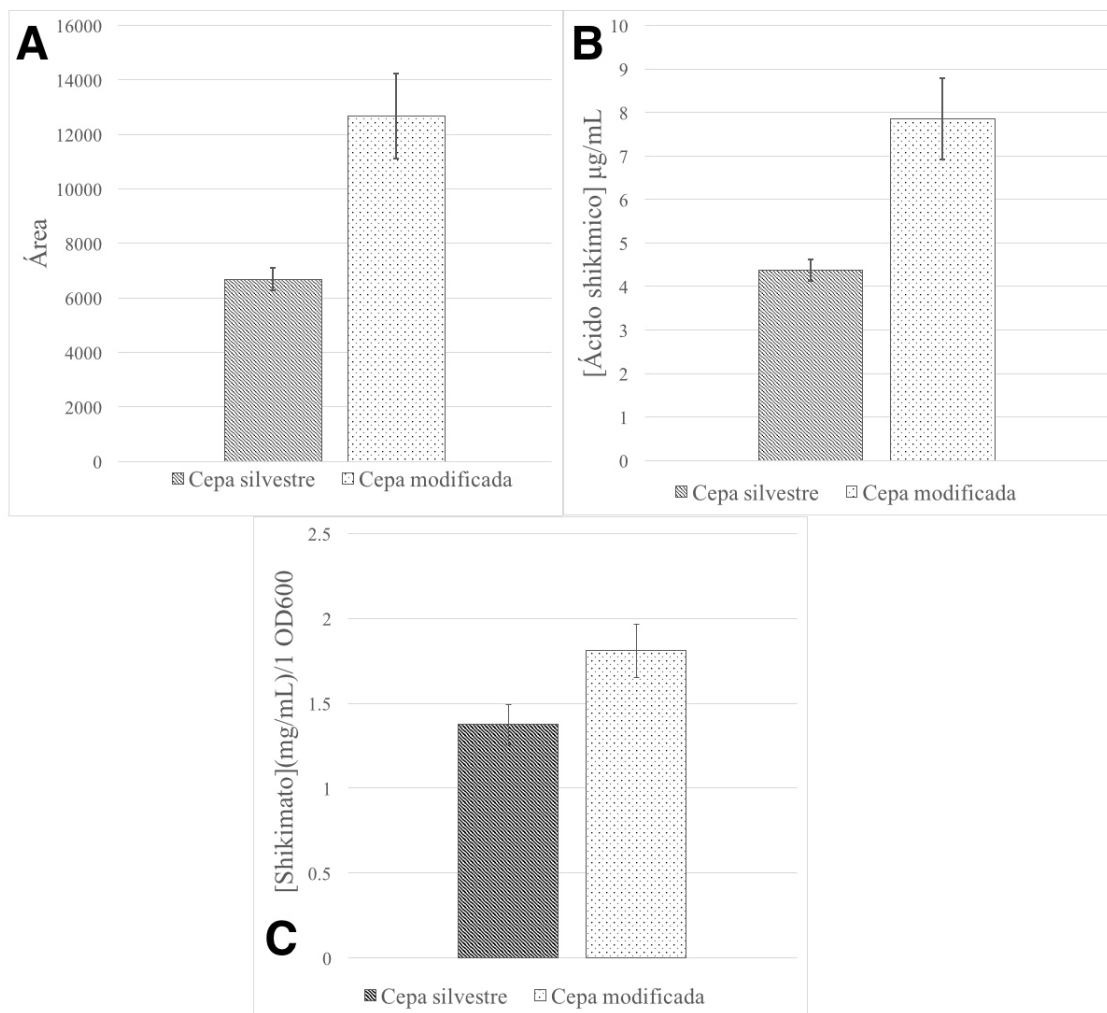 A
16000
14000
12000
10000
8000
6000
4000
2000
0
Área
Cepa silvestre Cepa modificada
B
10
9
8
7
6
5
4
3
2
1
0
[Ácido shikímico] µg/mL
Cepa silvestre Cepa modificada
2.5
2
1.5
1
0.5
0
[Shikimato](mg/mL)/1 OD600
C
Cepa silvestre Cepa modificada